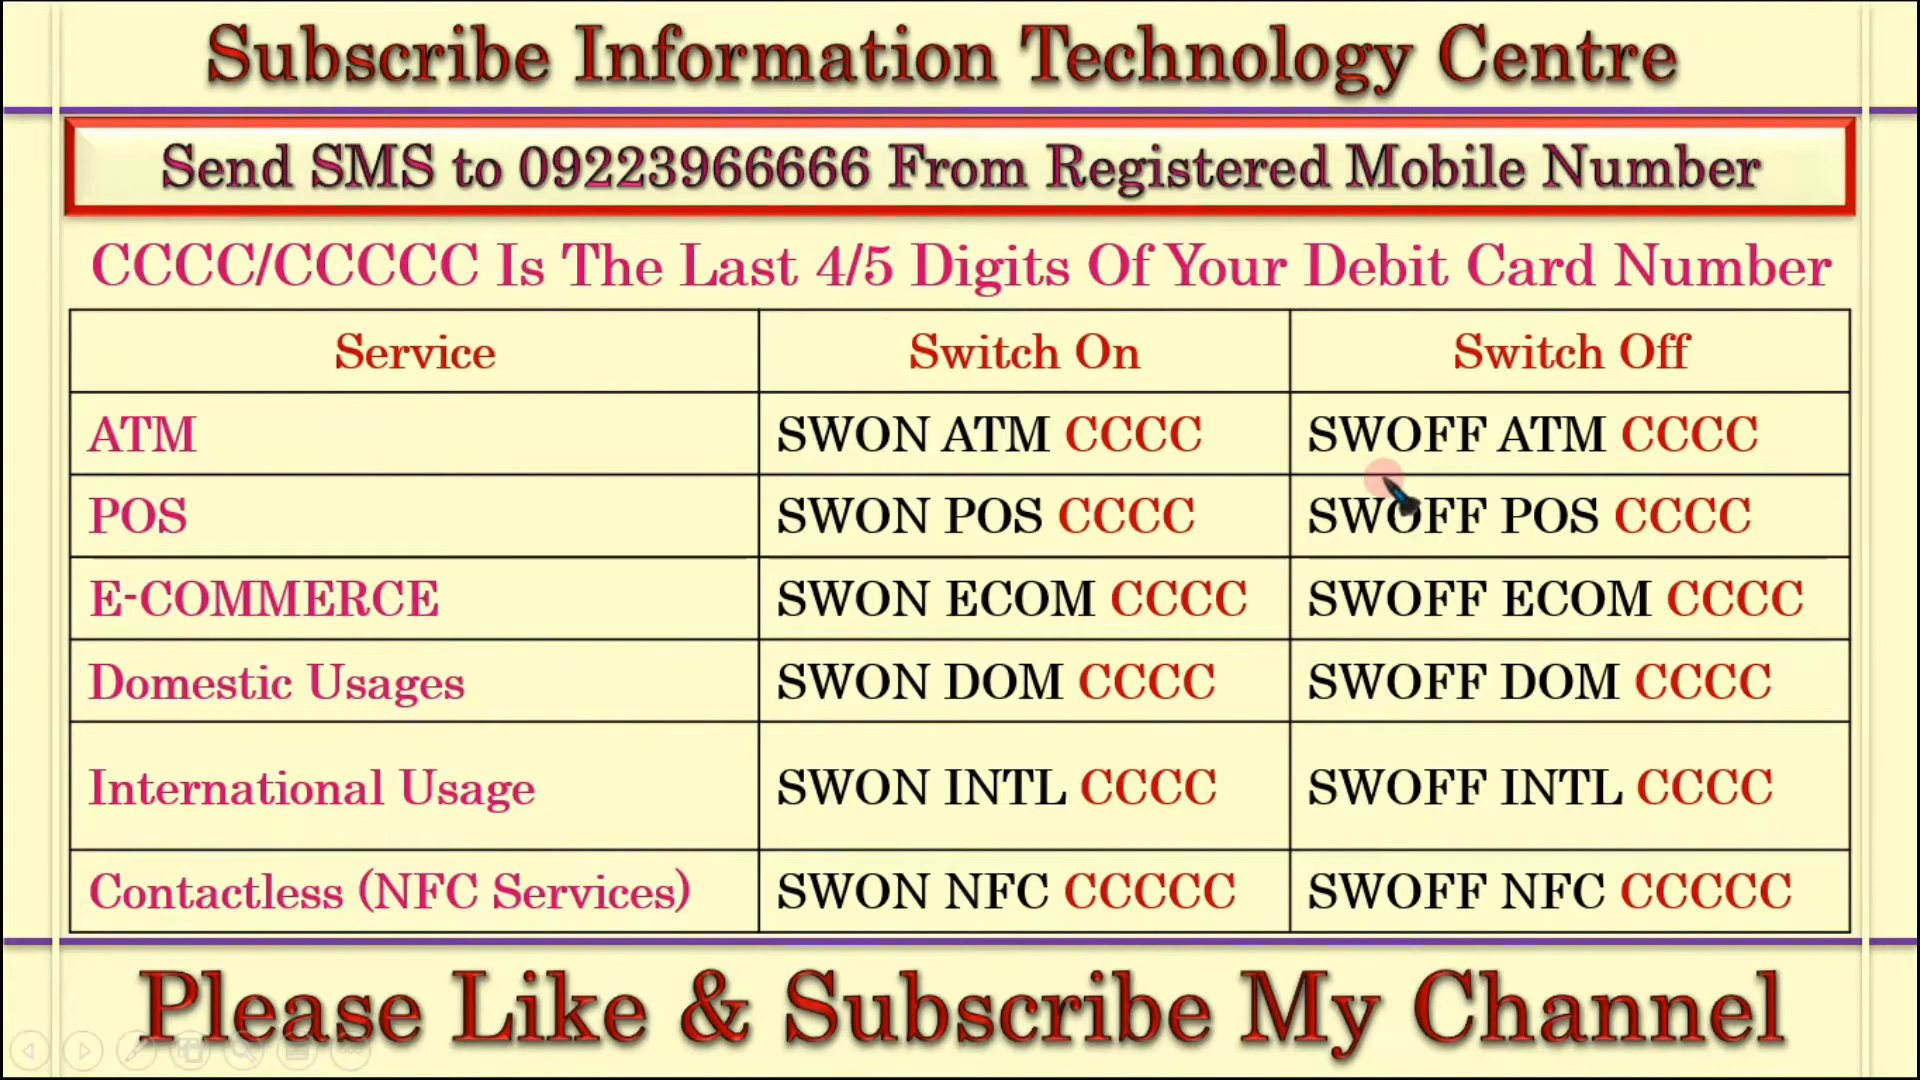 Subscribe Information Technology Centre
Send SMS to 09223966666 From Registered Mobile Number
CCCC/CCCCC Is The Last 4/5 Digits Of Your Debit Card Number
Service Switch On Switch Off
ATM SWON ATM CCCC SWOFF ATM CCCC
POS SWON POS CCCC SWOFF POS CCCC
E-COMMERCE SWON ECOM CCCC SWOFF ECOM CCCC
Domestic Usages SWON DOM CCCC SWOFF DOM CCCC
International Usage SWON INTL CCCC SWOFF INTL CCCC
Contactless (NFC Services) SWON NFC CCCCC SWOFF NFC CCCCC
Please Like & Subscribe My Channel